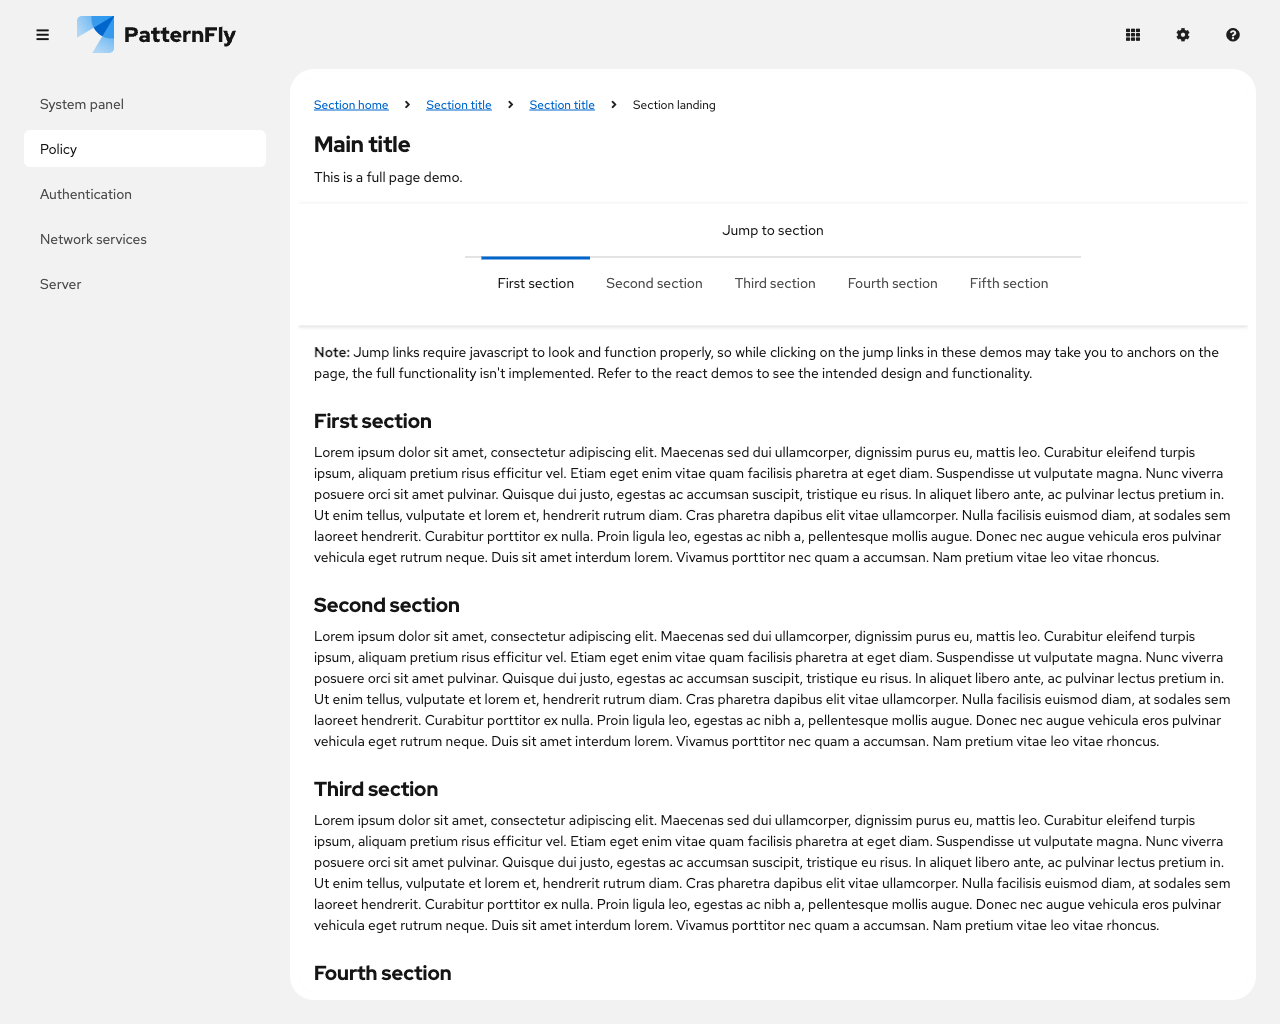 PatternFly
System panel
Policy
Authentication
Network services
Server
Section home
Section title
Section title
Section landing
Main title
This is a full page demo.
Jump to section
First section
Second section
Third section
Fourth section
Fifth section
Note: Jump links require javascript to look and function properly, so while clicking on the jump links in these demos may take you to anchors on the
page, the full functionality isn't implemented. Refer to the react demos to see the intended design and functionality.
First section
Lorem ipsum dolor sit amet, consectetur adipiscing elit. Maecenas sed dui ullamcorper, dignissim purus eu, mattis leo. Curabitur eleifend turpis
ipsum, aliquam pretium risus efficitur vel. Etiam eget enim vitae quam facilisis pharetra at eget diam. Suspendisse ut vulputate magna. Nunc viverra
posuere orci sit amet pulvinar. Quisque dui justo, egestas ac accumsan suscipit, tristique eu risus. In aliquet libero ante, ac pulvinar lectus pretium in.
Ut enim tellus, vulputate et lorem et, hendrerit rutrum diam. Cras pharetra dapibus elit vitae ullamcorper. Nulla facilisis euismod diam, at sodales sem
laoreet hendrerit. Curabitur porttitor ex nulla. Proin ligula leo, egestas ac nibh a, pellentesque mollis augue. Donec nec augue vehicula eros pulvinar
vehicula eget rutrum neque. Duis sit amet interdum lorem. Vivamus porttitor nec quam a accumsan. Nam pretium vitae leo vitae rhoncus.
Second section
Lorem ipsum dolor sit amet, consectetur adipiscing elit. Maecenas sed dui ullamcorper, dignissim purus eu, mattis leo. Curabitur eleifend turpis
ipsum, aliquam pretium risus efficitur vel. Etiam eget enim vitae quam facilisis pharetra at eget diam. Suspendisse ut vulputate magna. Nunc viverra
posuere orci sit amet pulvinar. Quisque dui justo, egestas ac accumsan suscipit, tristique eu risus. In aliquet libero ante, ac pulvinar lectus pretium in.
Ut enim tellus, vulputate et lorem et, hendrerit rutrum diam. Cras pharetra dapibus elit vitae ullamcorper. Nulla facilisis euismod diam, at sodales sem
laoreet hendrerit. Curabitur porttitor ex nulla. Proin ligula leo, egestas ac nibh a, pellentesque mollis augue. Donec nec augue vehicula eros pulvinar
vehicula eget rutrum neque. Duis sit amet interdum lorem. Vivamus porttitor nec quam a accumsan. Nam pretium vitae leo vitae rhoncus.
Third section
Lorem ipsum dolor sit amet, consectetur adipiscing elit. Maecenas sed dui ullamcorper, dignissim purus eu, mattis leo. Curabitur eleifend turpis
ipsum, aliquam pretium risus efficitur vel. Etiam eget enim vitae quam facilisis pharetra at eget diam. Suspendisse ut vulputate magna. Nunc viverra
posuere orci sit amet pulvinar. Quisque dui justo, egestas ac accumsan suscipit, tristique eu risus. In aliquet libero ante, ac pulvinar lectus pretium in.
Ut enim tellus, vulputate et lorem et, hendrerit rutrum diam. Cras pharetra dapibus elit vitae ullamcorper. Nulla facilisis euismod diam, at sodales sem
laoreet hendrerit. Curabitur porttitor ex nulla. Proin ligula leo, egestas ac nibh a, pellentesque mollis augue. Donec nec augue vehicula eros pulvinar
vehicula eget rutrum neque. Duis sit amet interdum lorem. Vivamus porttitor nec quam a accumsan. Nam pretium vitae leo vitae rhoncus.
Fourth section